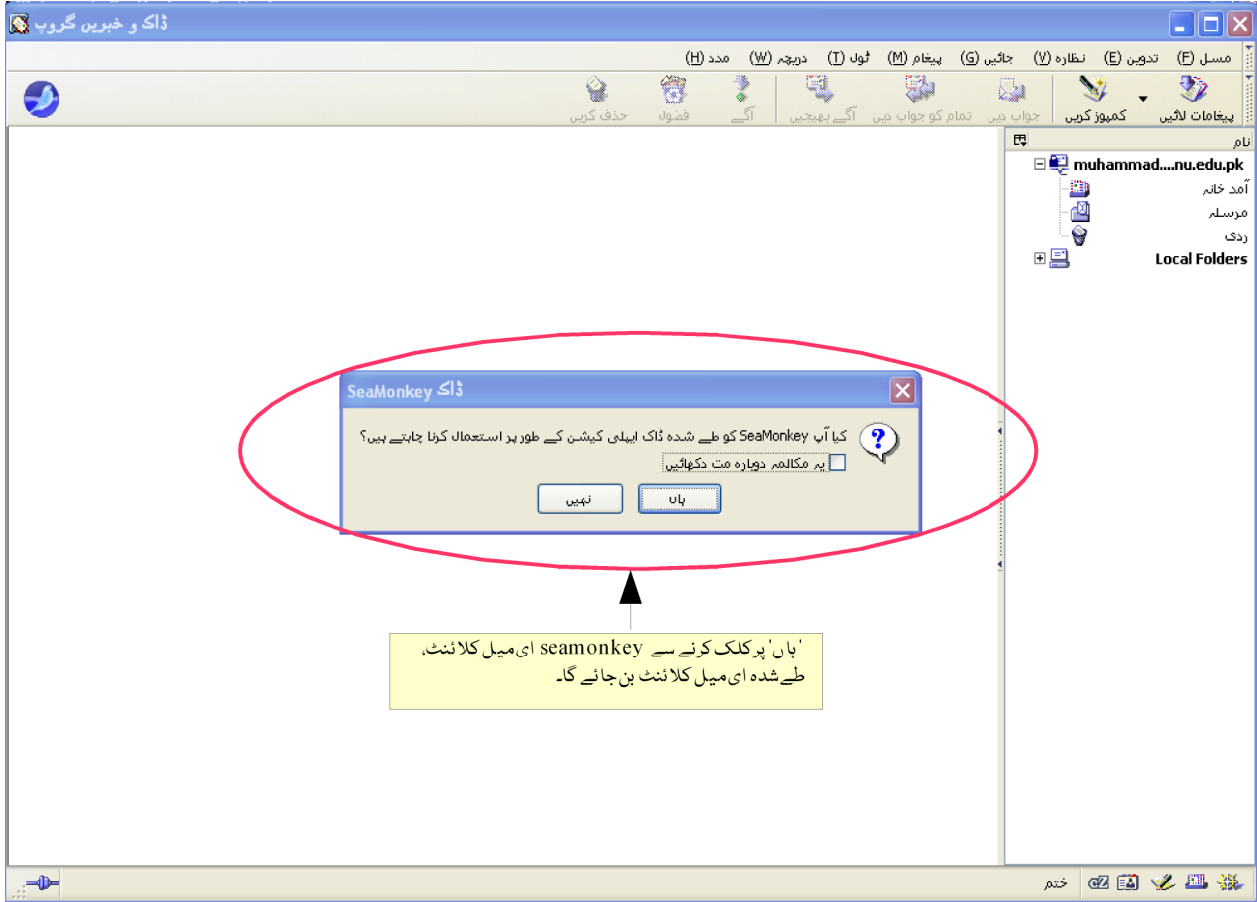 ڈاک و خبریں گروپ
مسل (F) تدوین (E) نظارہ (V) جائیں (G) پیغام (M) ٹول (T) دریچہ (W) مدد (H)
پیغامات لائیں کمپوز کریں جواب دیں تمام کو جواب دیں آگے بھیجیں آگے فضول حذف کریں
نام
muhammad....nu.edu.pk
آمد خانہ
مرسلہ
ردی
Local Folders
SeaMonkey ڈاک
کیا آپ SeaMonkey کو طے شدہ ڈاک ایپلی کیشن کے طور پر استعمال کرنا چاہتے ہیں؟
یہ مکالمہ دوبارہ مت دکھائیں
ہاں نہیں
'ہاں' پر کلک کرنے سے seamonkey ای میل کلائنٹ،
طے شدہ ای میل کلائنٹ بن جائے گا۔
ختم